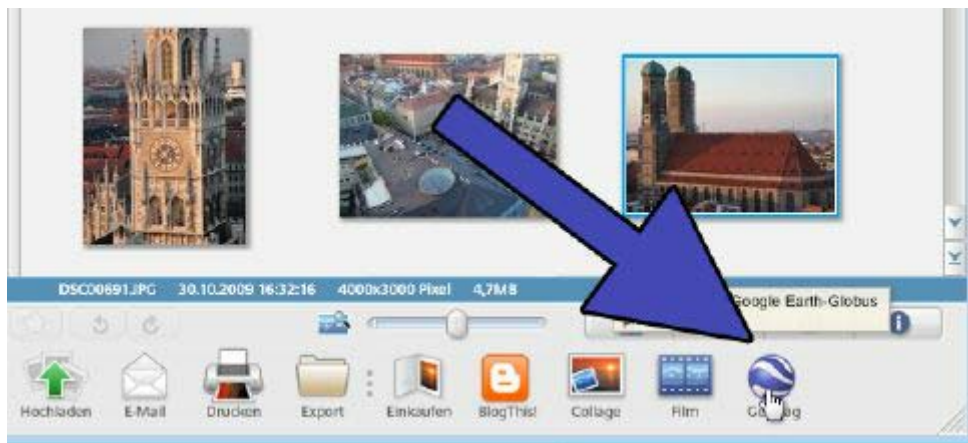 DSC00891.JPG 30.10.2009 16:32:16 4000x3000 Pixel 4,7MB
Google Earth-Globus
Hochladen E-Mail Drucken Export Einkaufen BlogThis! Collage Film